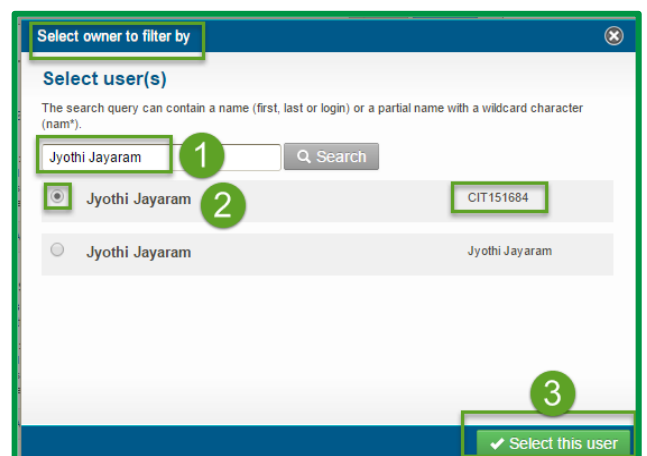 Select owner to filter by
Select user(s)
The search query can contain a name (first, last or login) or a partial name with a wildcard character
(nam*).
Jyothi Jayaram 1 Search
Jyothi Jayaram 2 CIT151684
Jyothi Jayaram Jyothi Jayaram
3
Select this user